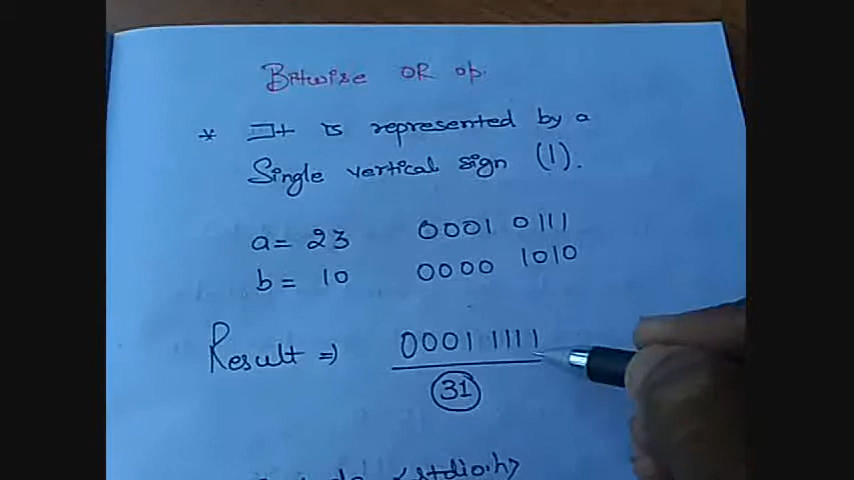 Bitwise OR op.
* It is represented by a
Single vertical sign (|).
a = 23 0001 0111
b = 10 0000 1010
Result => 0001 1111
31
<stdio.h>